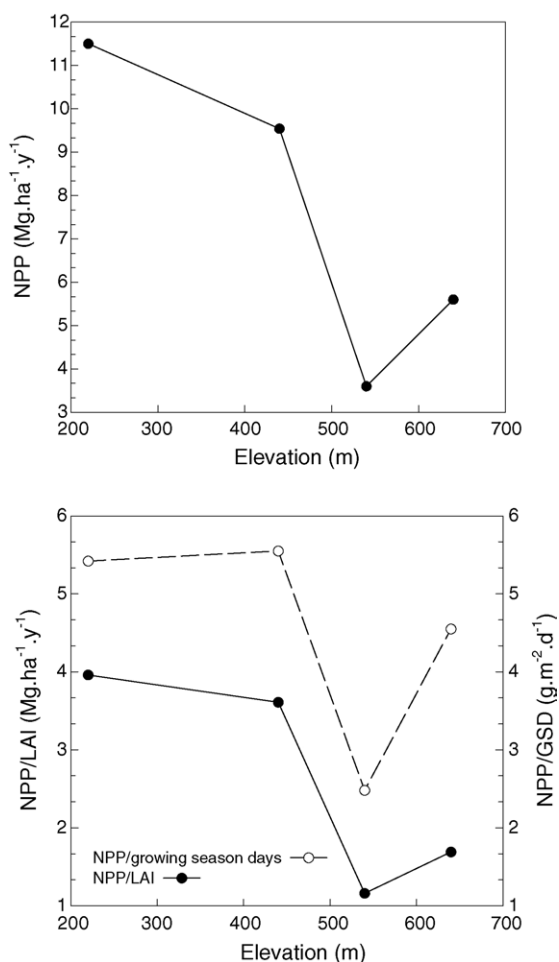 12
11
10
9
8
7
6
5
4
3
NPP (Mg.ha⁻¹.y⁻¹)
200 300 400 500 600 700
Elevation (m)
6
5
4
3
2
1
NPP/LAI (Mg.ha⁻¹.y⁻¹)
6
5
4
3
2
1
NPP/GSD (g.m⁻².d⁻¹)
NPP/growing season days
NPP/LAI
200 300 400 500 600 700
Elevation (m)